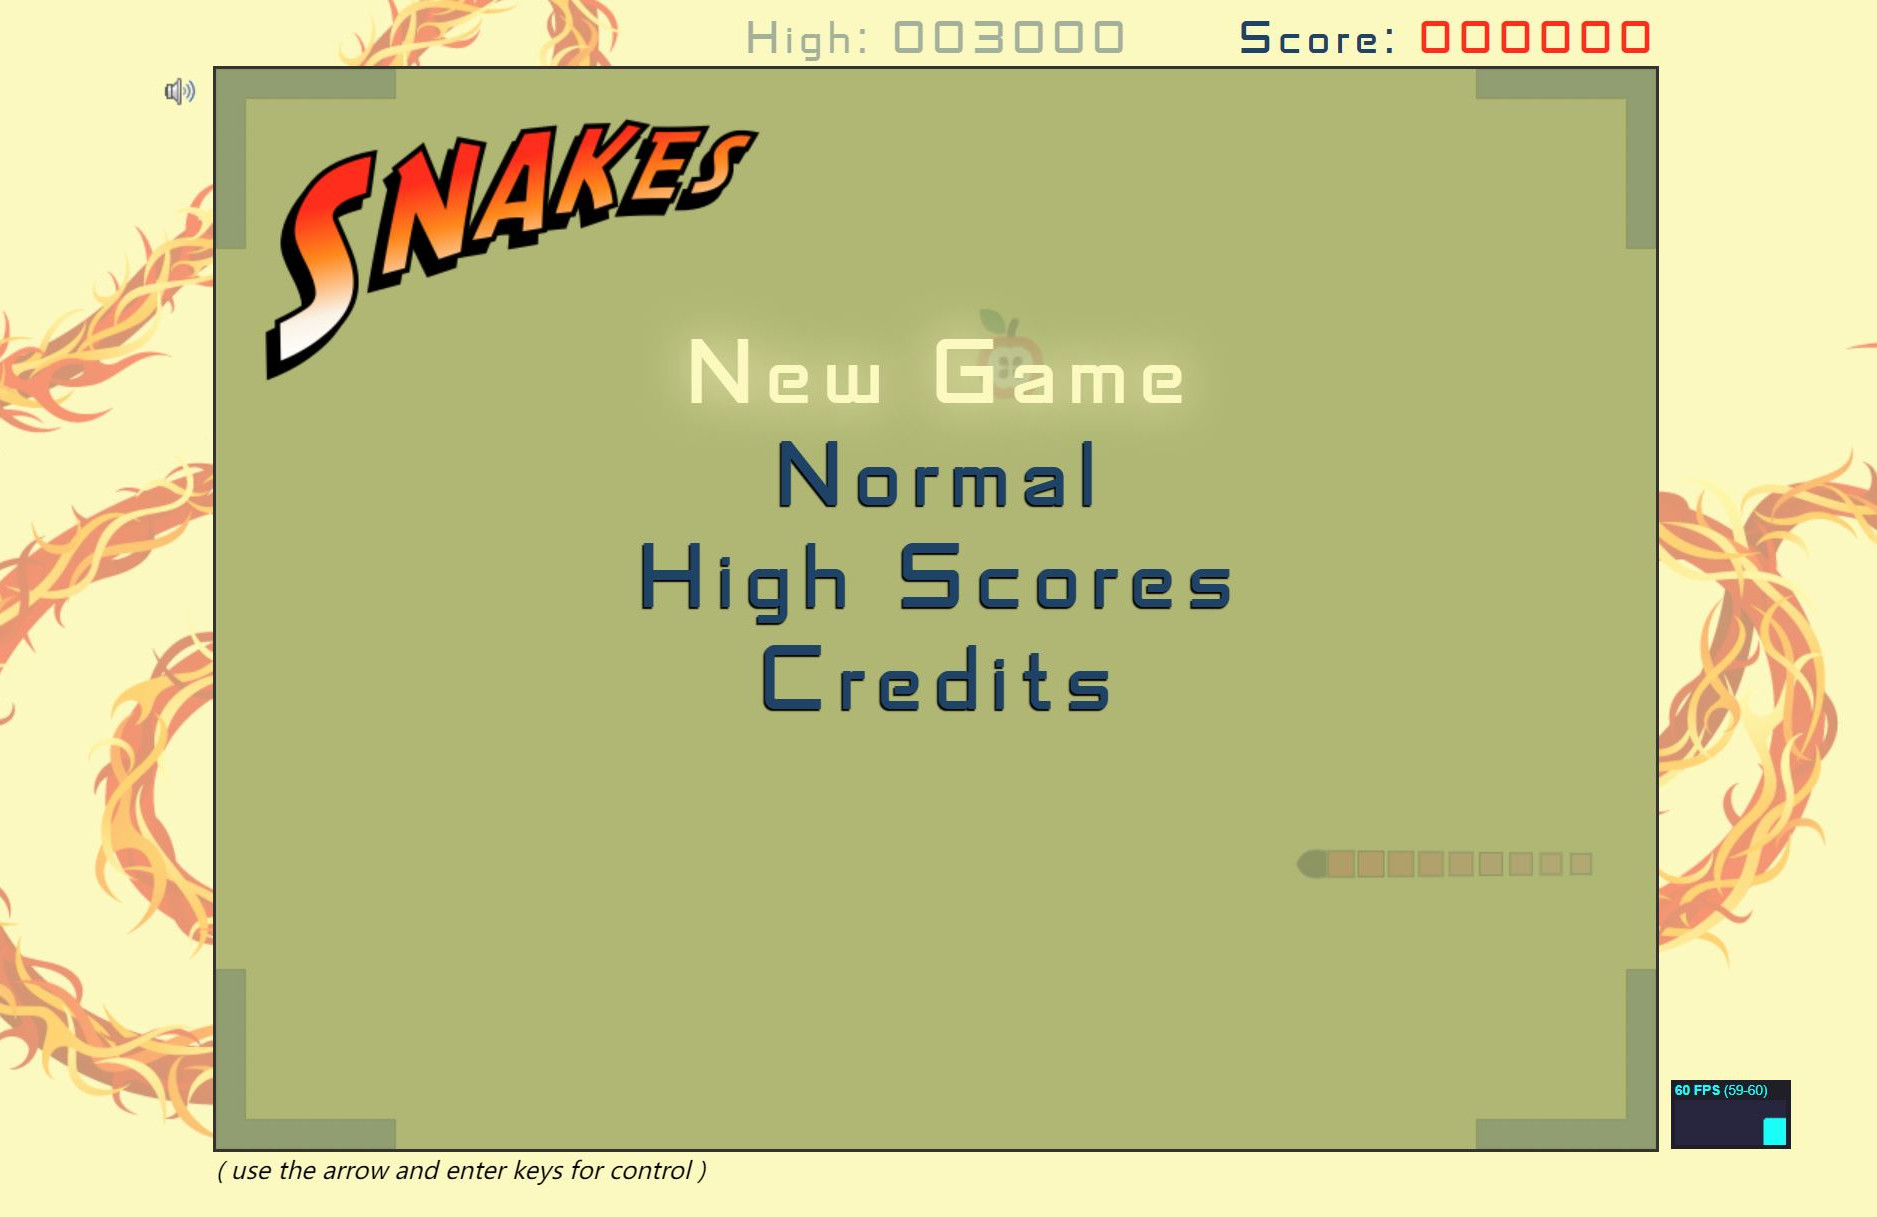 High: 003000 Score: 000000
SNAKES
New Game
Normal
High Scores
Credits
60 FPS (59-60)
( use the arrow and enter keys for control )